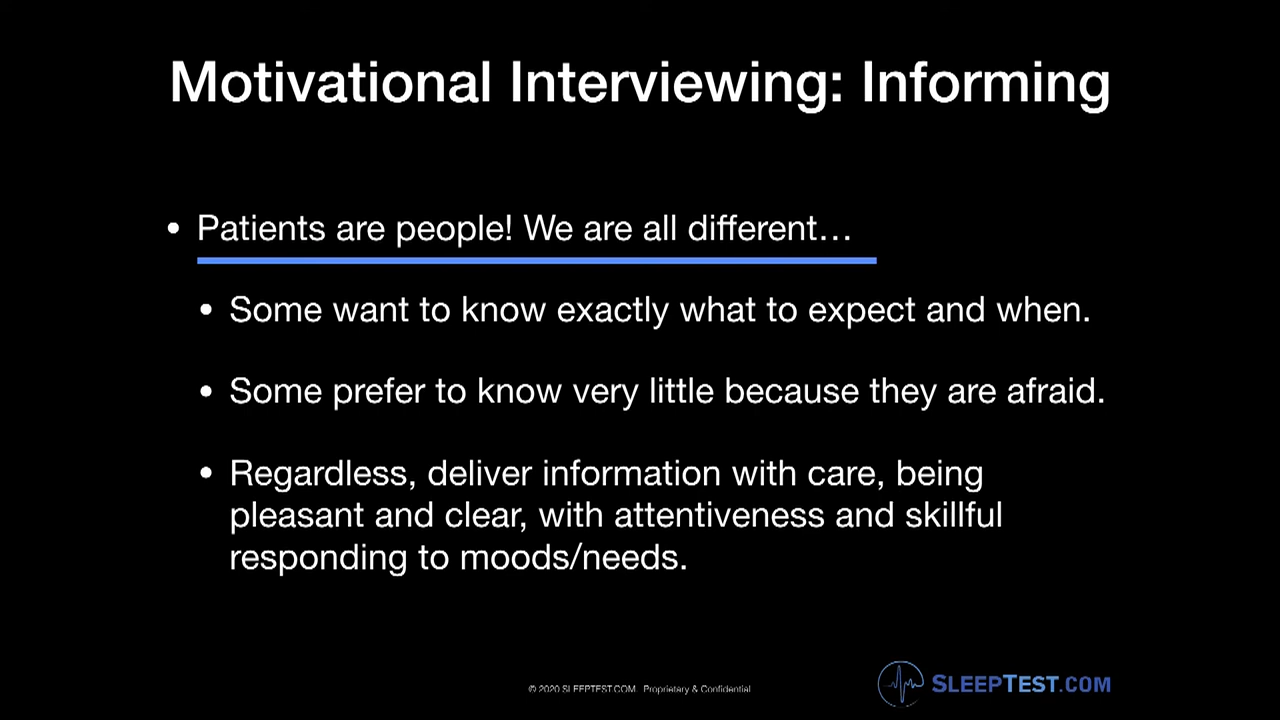 Motivational Interviewing: Informing
• Patients are people! We are all different…
• Some want to know exactly what to expect and when.
• Some prefer to know very little because they are afraid.
• Regardless, deliver information with care, being
pleasant and clear, with attentiveness and skillful
responding to moods/needs.
© 2020 SLEEPTEST.COM Proprietary & Confidential
SLEEPTEST.COM